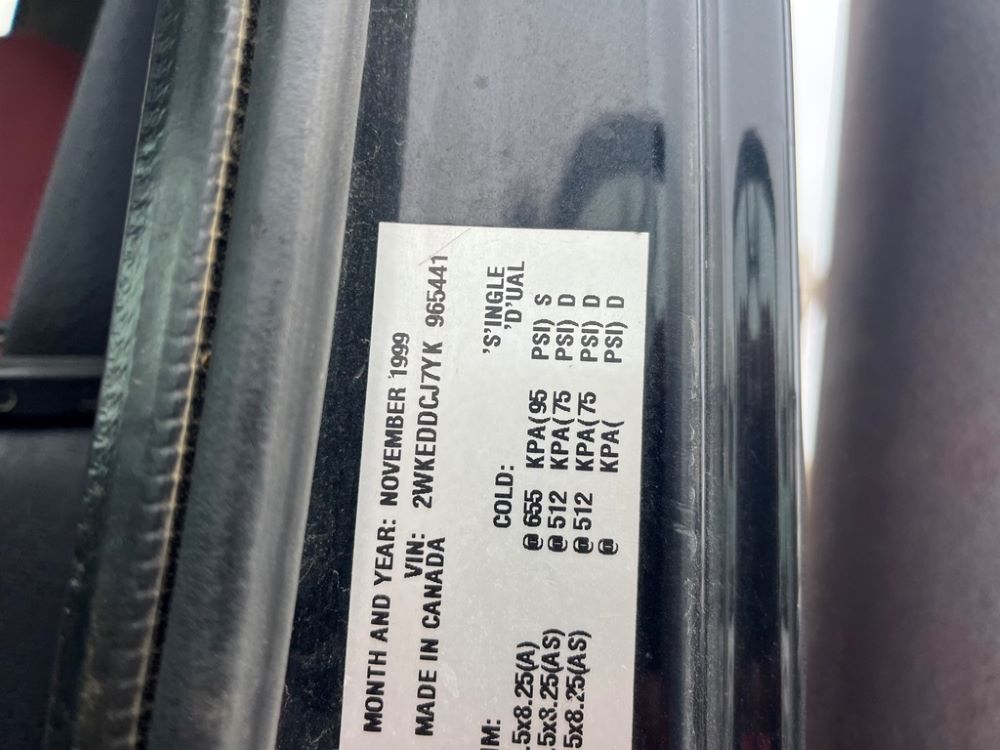 MONTH AND YEAR: NOVEMBER 1999
VIN: 2WKEDDCJ7YK 965441
MADE IN CANADA
'S'INGLE
COLD: 'D'UAL
.5x8.25(A) @ 655 KPA(95 PSI) S
.5x8.25(AS) @ 512 KPA(75 PSI) D
5x8.25(AS) @ 512 KPA(75 PSI) D
@ KPA( PSI) D